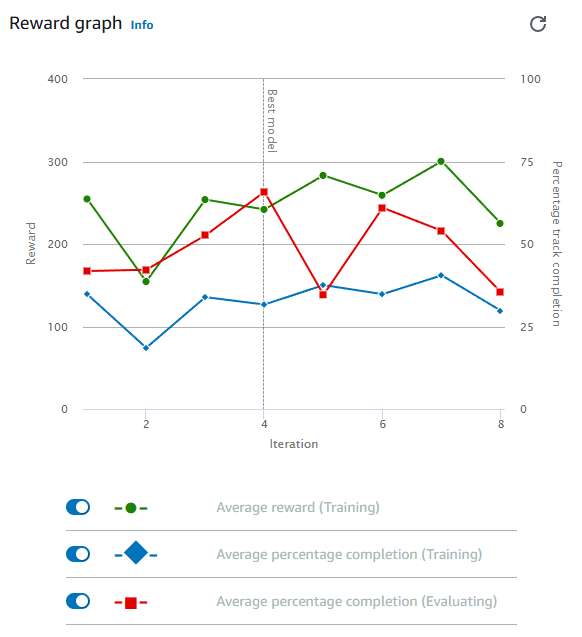 Reward graph Info
400
300
200
100
0
Reward
100
75
50
25
0
Percentage track completion
Best model
2
4
6
8
Iteration
Average reward (Training)
Average percentage completion (Training)
Average percentage completion (Evaluating)